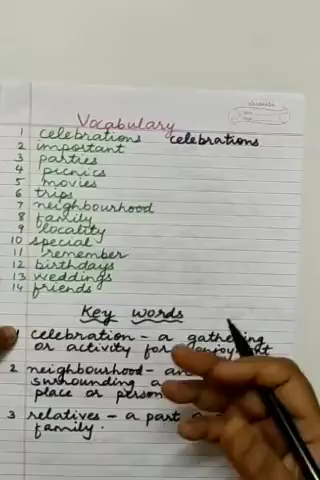 Vocabulary
1 celebrations celebrations
2 important
3 parties
4 picnics
5 movies
6 trips
7 neighbourhood
8 family
9 locality
10 special
11 remember
12 birthdays
13 weddings
14 friends
Key words
celebration - a gathering
or activity for enjoyment
2 neighbourhood - an
surrounding a
place or person
3 relatives - a part
family.